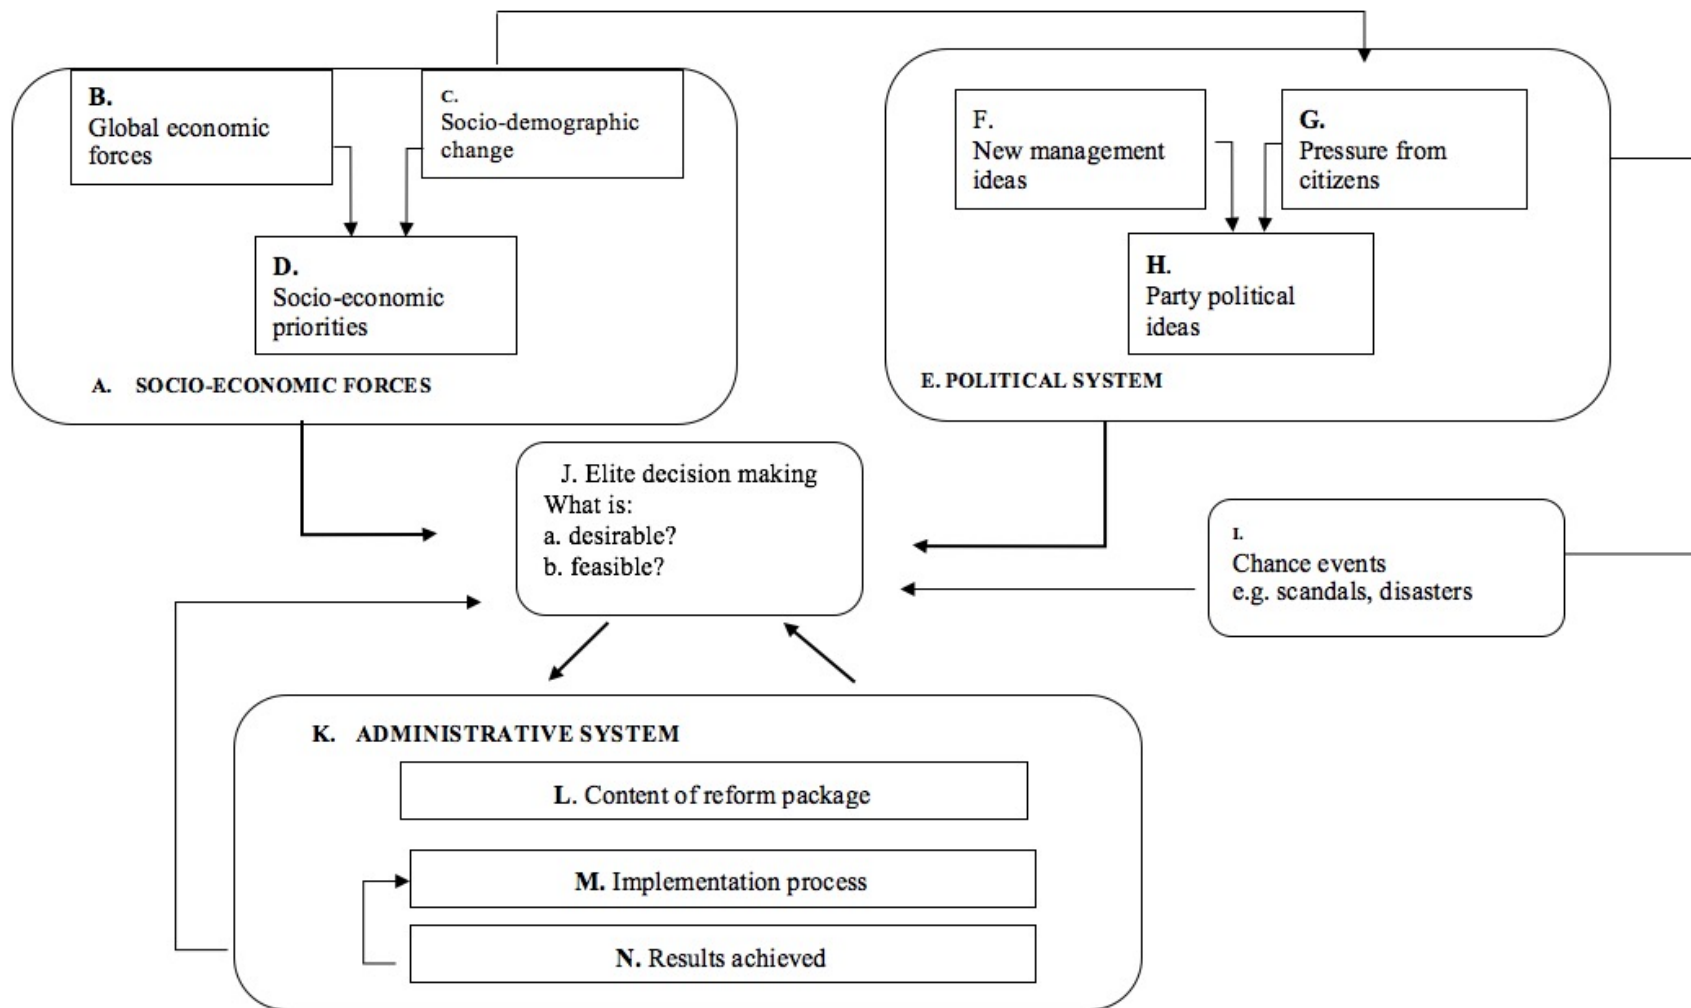 B.
Global economic
forces
C.
Socio-demographic
change
D.
Socio-economic
priorities
A. SOCIO-ECONOMIC FORCES
F.
New management
ideas
G.
Pressure from
citizens
H.
Party political
ideas
E. POLITICAL SYSTEM
J. Elite decision making
What is:
a. desirable?
b. feasible?
I.
Chance events
e.g. scandals, disasters
K. ADMINISTRATIVE SYSTEM
L. Content of reform package
M. Implementation process
N. Results achieved